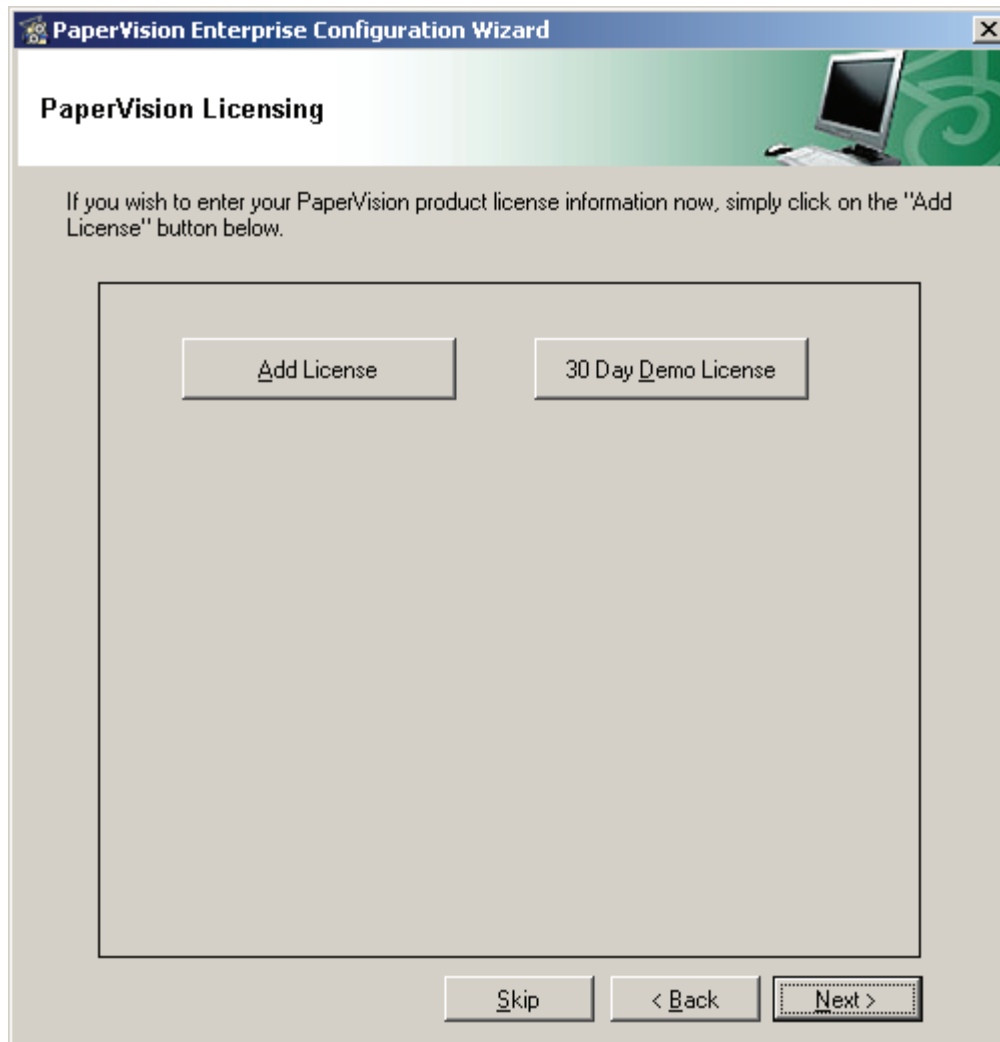 PaperVision Enterprise Configuration Wizard
PaperVision Licensing
If you wish to enter your PaperVision product license information now, simply click on the "Add
License" button below.
Add License
30 Day Demo License
Skip
< Back
Next >